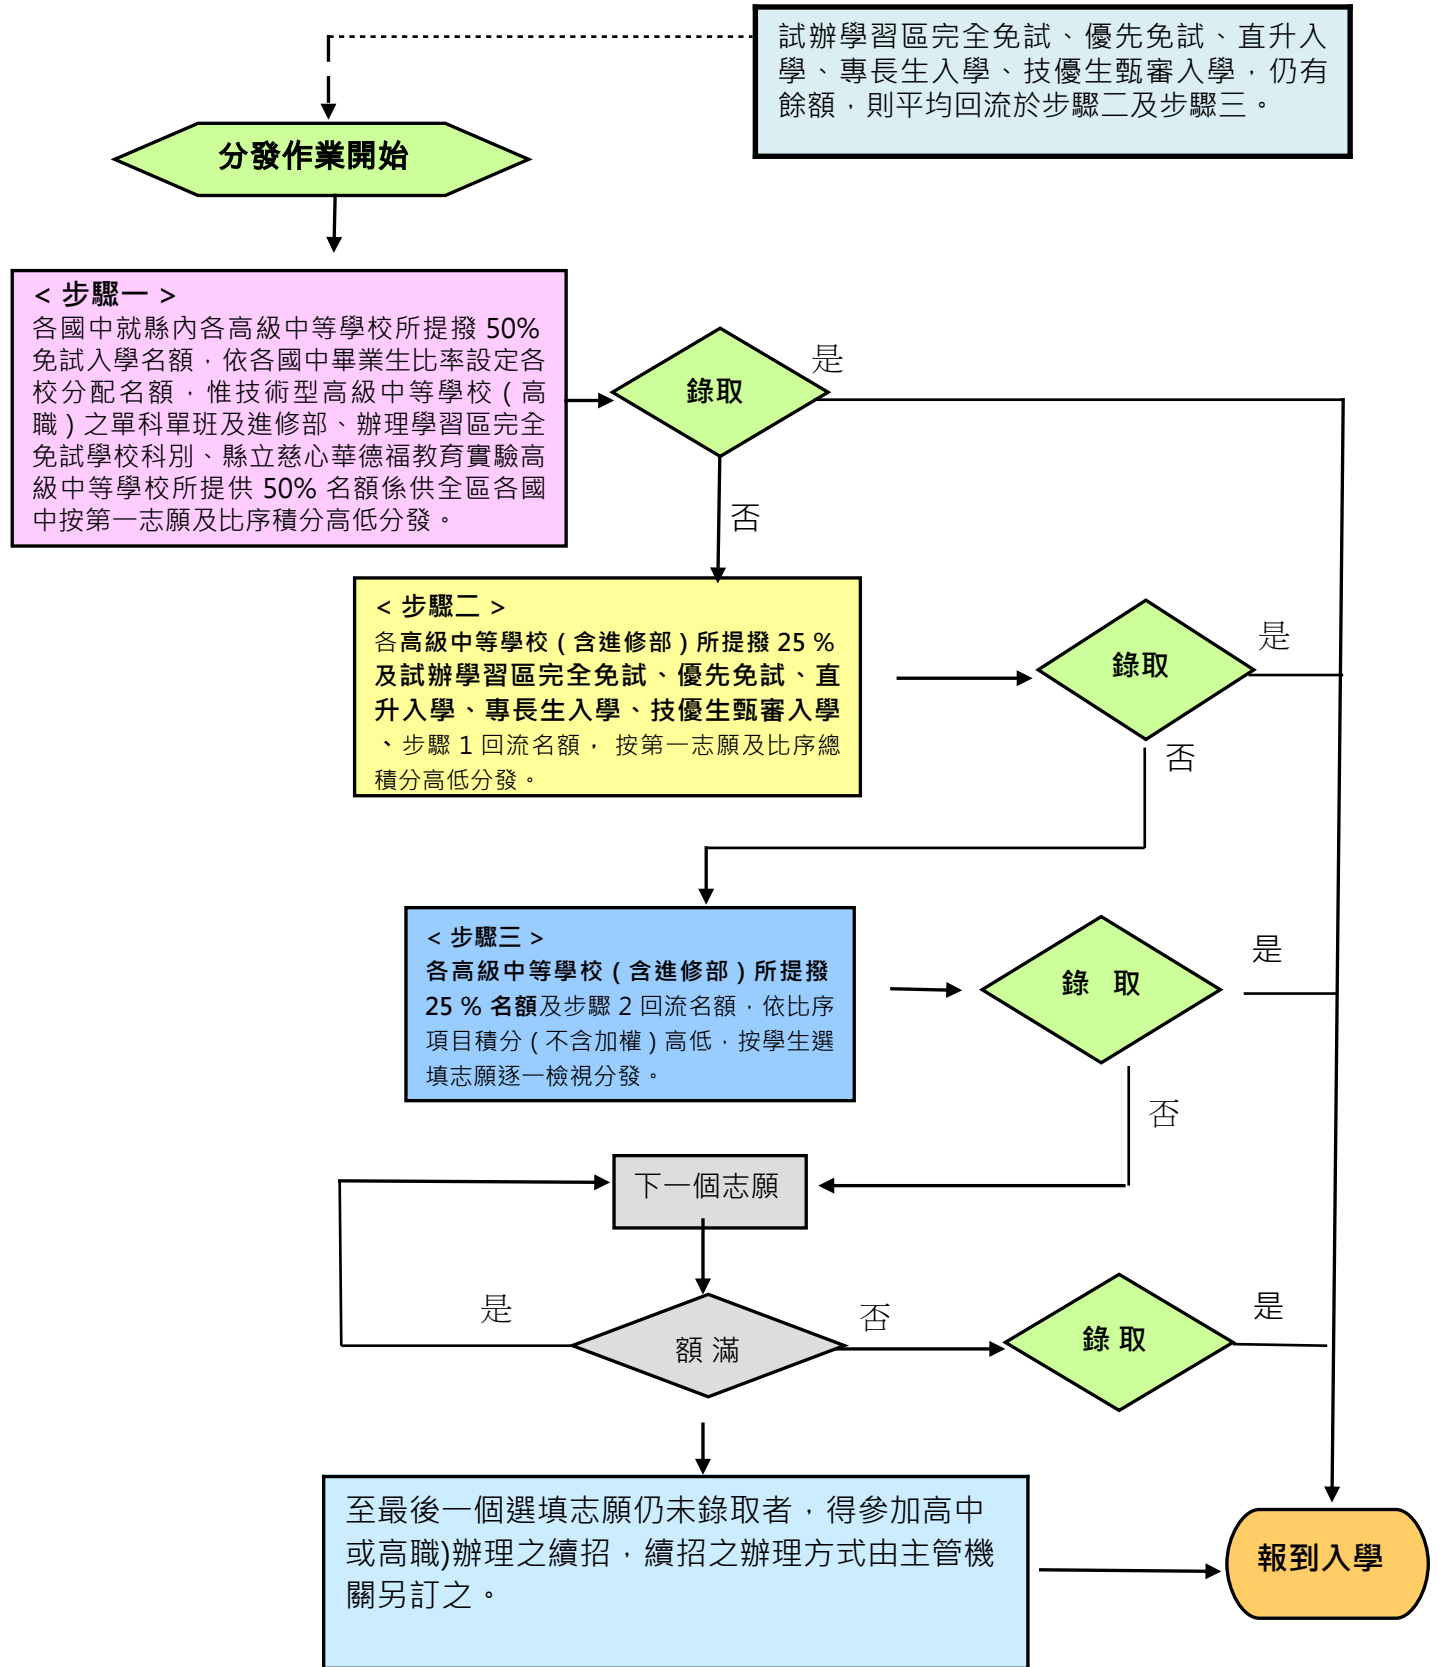 試辦學習區完全免試、優先免試、直升入
學、專長生入學、技優生甄審入學，仍有
餘額，則平均回流於步驟二及步驟三。
分發作業開始
< 步驟一 >
各國中就縣內各高級中等學校所提撥 50%
免試入學名額，依各國中畢業生比率設定各
校分配名額，惟技術型高級中等學校 ( 高
職 ) 之單科單班及進修部、辦理學習區完全
免試學校科別、縣立慈心華德福教育實驗高
級中等學校所提供 50% 名額係供全區各國
中按第一志願及比序積分高低分發。
錄取
是
否
< 步驟二 >
各高級中等學校 ( 含進修部 ) 所提撥 25 %
及試辦學習區完全免試、優先免試、直
升入學、專長生入學、技優生甄審入學
、步驟 1 回流名額， 按第一志願及比序總
積分高低分發。
錄取
是
否
< 步驟三 >
各高級中等學校 ( 含進修部 ) 所提撥
25 % 名額及步驟 2 回流名額，依比序
項目積分 ( 不含加權 ) 高低，按學生選
填志願逐一檢視分發。
錄 取
是
否
下一個志願
是
額 滿
否
錄 取
是
至最後一個選填志願仍未錄取者，得參加高中
或高職)辦理之續招，續招之辦理方式由主管機
關另訂之。
報到入學